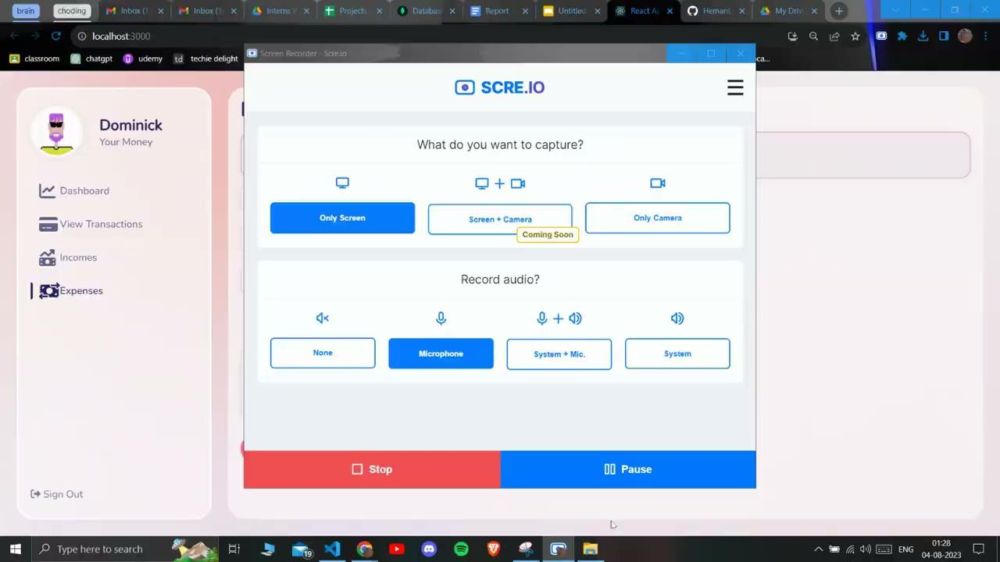 brain
choding
Inbox (1
Inbox (1
Interns W
Projects
Databas
Report
Untitled
React Ap
Hemant
My Driv
localhost:3000
classroom
chatgpt
udemy
td techie delight
Screen Recorder - Scre.io
SCRE.IO
What do you want to capture?
Only Screen
Screen + Camera
Only Camera
Coming Soon
Record audio?
None
Microphone
System + Mic.
System
Stop
Pause
Dominick
Your Money
Dashboard
View Transactions
Incomes
Expenses
Sign Out
Type here to search
19
ENG
01:28
04-08-2023